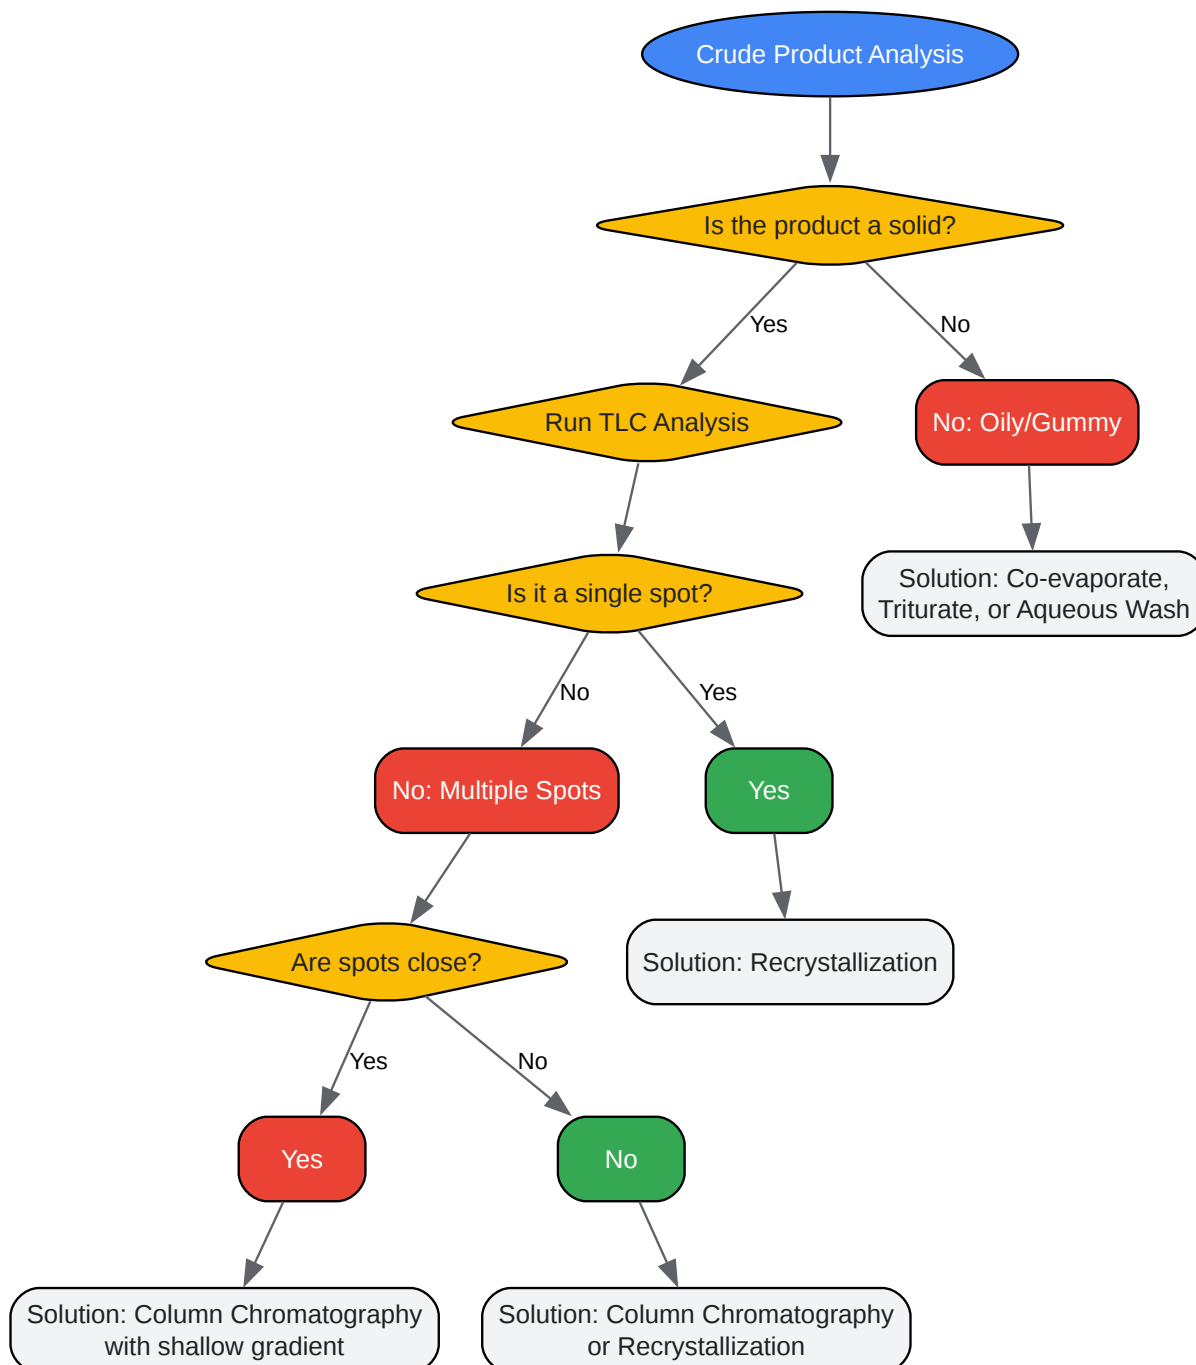 Crude Product Analysis
Is the product a solid?
Yes
No
Run TLC Analysis
No: Oily/Gummy
Is it a single spot?
Solution: Co-evaporate,
Triturate, or Aqueous Wash
No
Yes
No: Multiple Spots
Yes
Are spots close?
Solution: Recrystallization
Yes
No
Yes
No
Solution: Column Chromatography
with shallow gradient
Solution: Column Chromatography
or Recrystallization